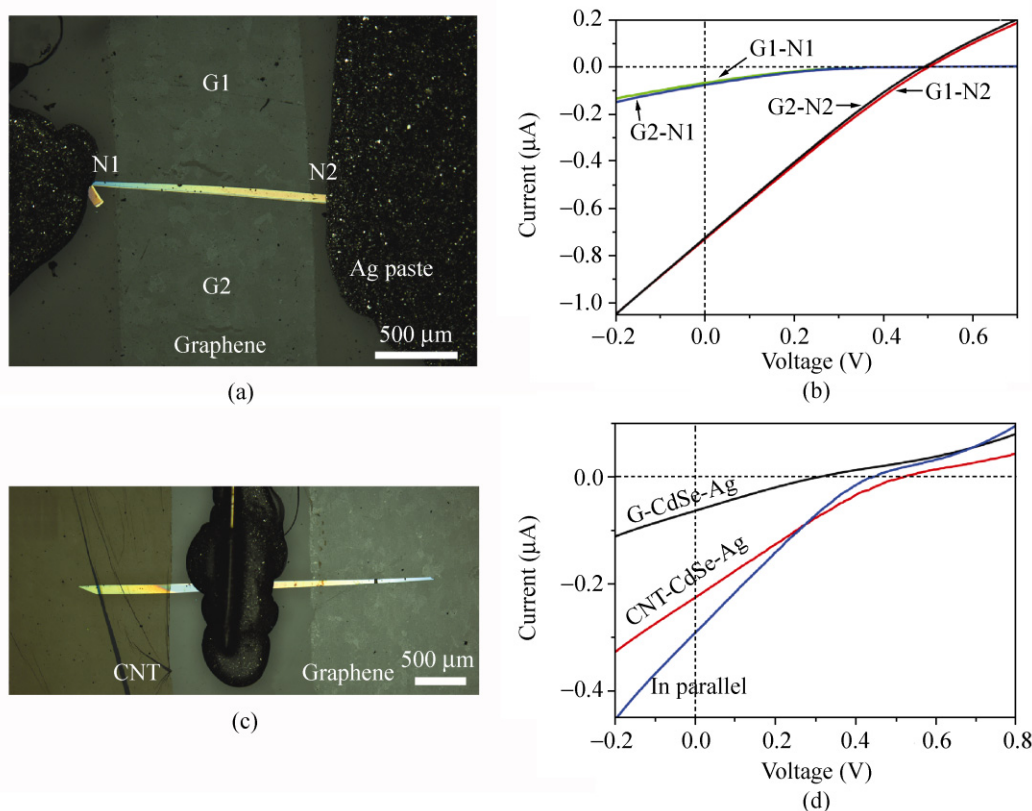 G1
N1
N2
Ag paste
G2
500 μm
Graphene
(a)
0.2
0.0
−0.2
−0.4
−0.6
−0.8
−1.0
Current (μA)
G1-N1
G2-N2
G1-N2
G2-N1
−0.2 0.0 0.2 0.4 0.6
Voltage (V)
(b)
CNT
Graphene
500 μm
(c)
0.0
−0.2
−0.4
Current (μA)
G-CdSe-Ag
CNT-CdSe-Ag
In parallel
−0.2 0.0 0.2 0.4 0.6 0.8
Voltage (V)
(d)